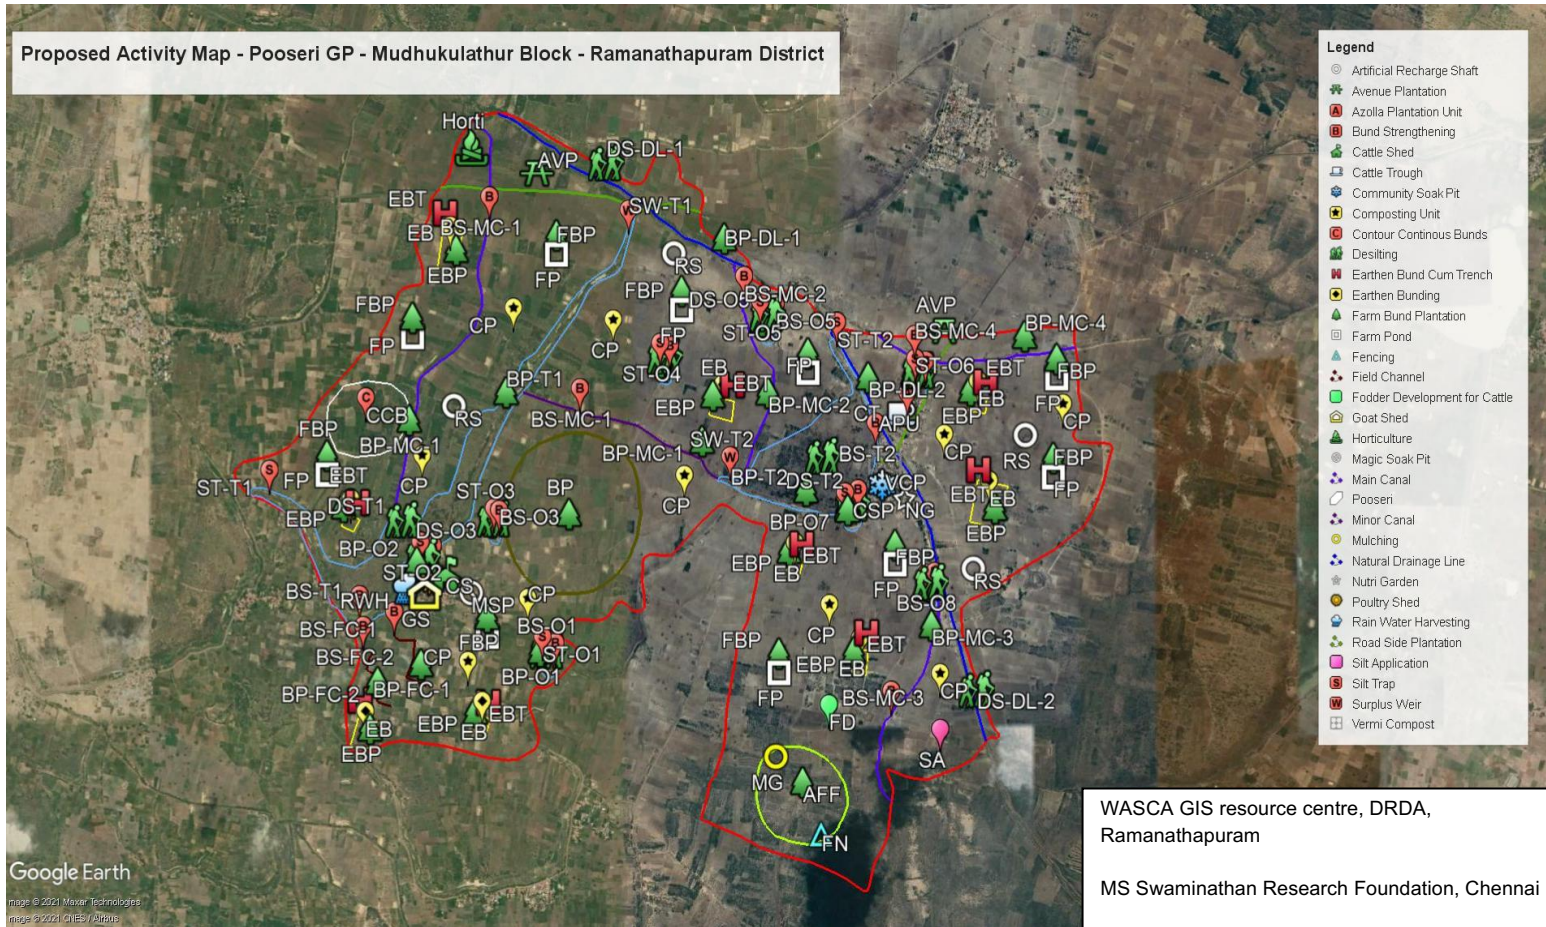 Proposed Activity Map - Pooseri GP - Mudhukulathur Block - Ramanathapuram District
Legend
Artificial Recharge Shaft
Avenue Plantation
Azolla Plantation Unit
Bund Strengthening
Cattle Shed
Cattle Trough
Community Soak Pit
Composting Unit
Contour Continous Bunds
Desilting
Earthen Bund Cum Trench
Earthen Bunding
Farm Bund Plantation
Farm Pond
Fencing
Field Channel
Fodder Development for Cattle
Goat Shed
Horticulture
Magic Soak Pit
Main Canal
Pooseri
Minor Canal
Mulching
Natural Drainage Line
Nutri Garden
Poultry Shed
Rain Water Harvesting
Road Side Plantation
Silt Application
Silt Trap
Surplus Weir
Vermi Compost
Horti
AVP
DS-DL-1
EBT
SW-T1
EB
BS-MC-1
FBP
BP-DL-1
EBP
FP
RS
FBP
DS-O5
BS-MC-2
FBP
AVP
BP-MC-4
CP
CP
FP
ST-O5
BS-O5
ST-T2
BS-MC-4
FP
ST-O4
EB
EBT
FP
ST-O6
EBT
FBP
BP-T1
BP-DL-2
EB
CCB
RS
BS-MC-1
EBP
BP-MC-2
CT
APU
EBP
FP
CP
FBP
BP-MC-1
BP-MC-1
SW-T2
BS-T2
CP
RS
FBP
ST-T1
FP
EBT
CP
ST-O3
BP
CP
BP-T2
DS-T2
VCP
EBT
EB
FP
EBP
DS-T1
DS-O3
BS-O3
BP-O7
CSP
NG
EBP
BP-O2
EBP
EBT
EB
FBP
ST-O2
CS
FP
RS
BS-T1
RWH
GS
MSP
CP
BS-O8
BS-FC-1
FBP
BS-O1
CP
BP-MC-3
BS-FC-2
CP
ST-O1
FBP
EBP
EBT
EB
BP-FC-2
BP-FC-1
BP-O1
FP
BS-MC-3
CP
DS-DL-2
EB
EBP
EBP
EBT
EB
FD
SA
MG
AFF
FN
WASCA GIS resource centre, DRDA,
Ramanathapuram
MS Swaminathan Research Foundation, Chennai
Google Earth
mage © 2021 Maxar Technologies
mage © 2021 CNES / Airbus